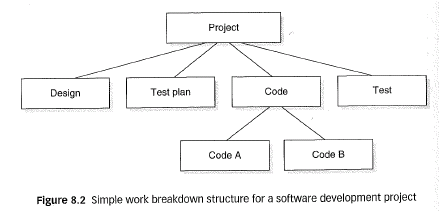 Project
Design
Test plan
Code
Test
Code A
Code B
Figure 8.2 Simple work breakdown structure for a software development project